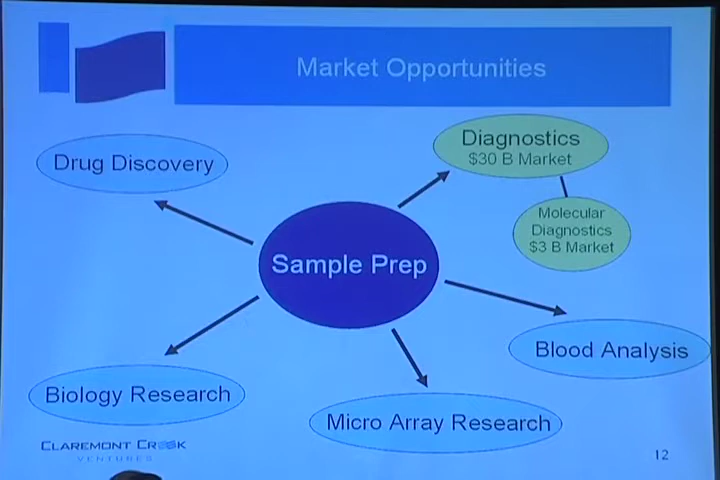 Market Opportunities
Drug Discovery
Diagnostics
$30 B Market
Molecular
Diagnostics
$3 B Market
Sample Prep
Blood Analysis
Biology Research
Micro Array Research
CLAREMONT CREEK
VENTURES
12